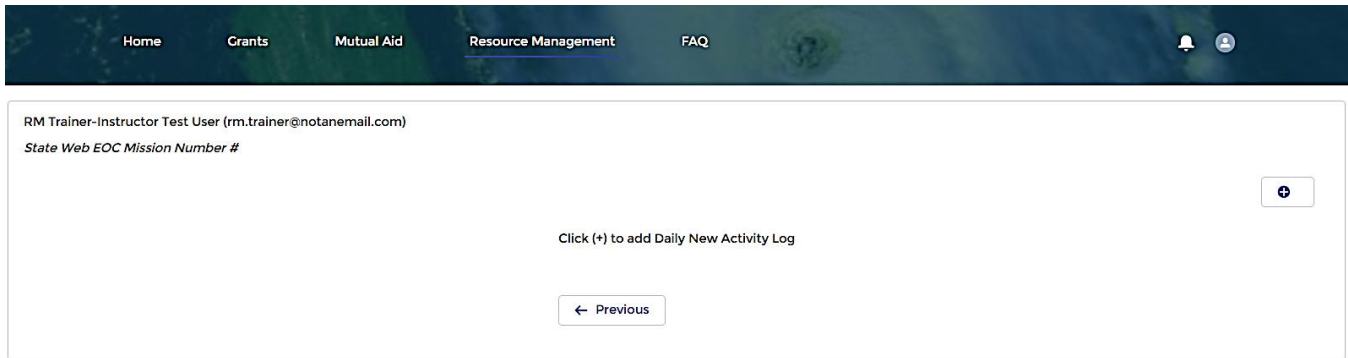 Home Grants Mutual Aid Resource Management FAQ
RM Trainer-Instructor Test User (rm.trainer@notanemail.com)
State Web EOC Mission Number #
Click (+) to add Daily New Activity Log
← Previous